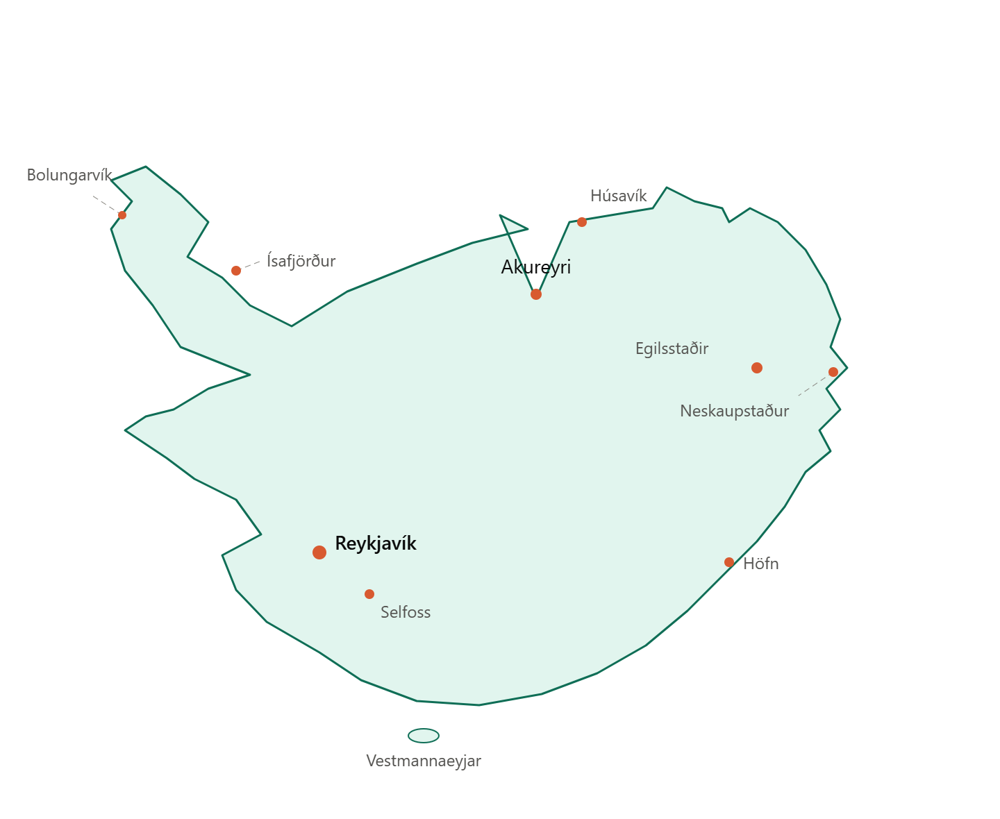 Bolungarvík
Húsavík
Ísafjörður
Akureyri
Egilsstaðir
Neskaupstaður
Reykjavík
Höfn
Selfoss
Vestmannaeyjar